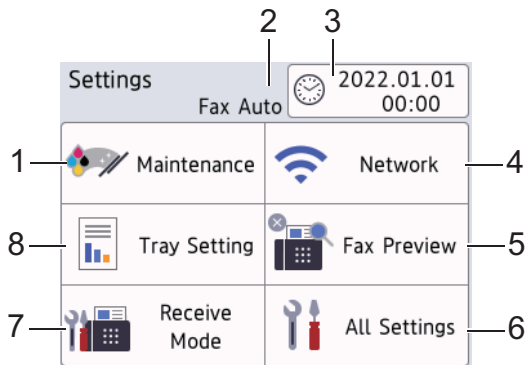 2
3
Settings
Fax Auto
2022.01.01
00:00
1
Maintenance
Network
4
8
Tray Setting
Fax Preview
5
7
Receive
Mode
All Settings
6